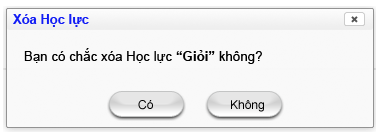 Xóa Học lực
Bạn có chắc xóa Học lực “Giỏi” không?
Có Không